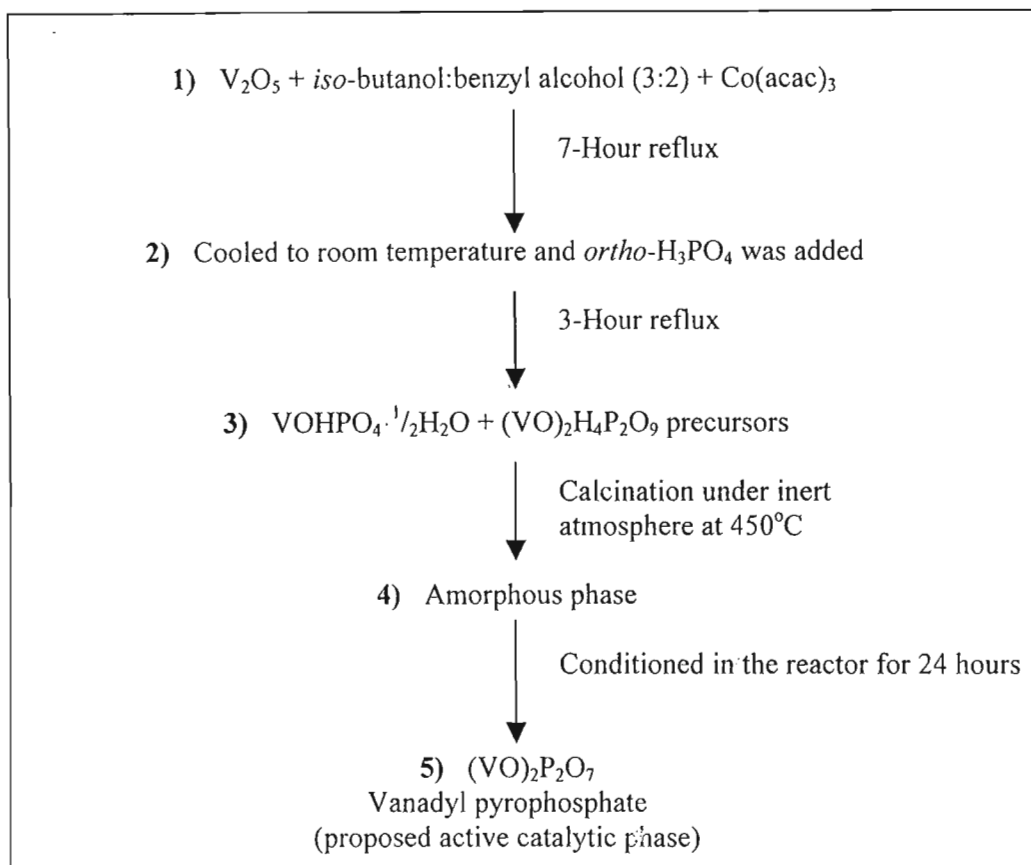 1) V₂O₅ + iso-butanol:benzyl alcohol (3:2) + Co(acac)₃
7-Hour reflux
2) Cooled to room temperature and ortho-H₃PO₄ was added
3-Hour reflux
3) VOHPO₄·¹/₂H₂O + (VO)₂H₄P₂O₉ precursors
Calcination under inert
atmosphere at 450°C
4) Amorphous phase
Conditioned in the reactor for 24 hours
5) (VO)₂P₂O₇
Vanadyl pyrophosphate
(proposed active catalytic phase)